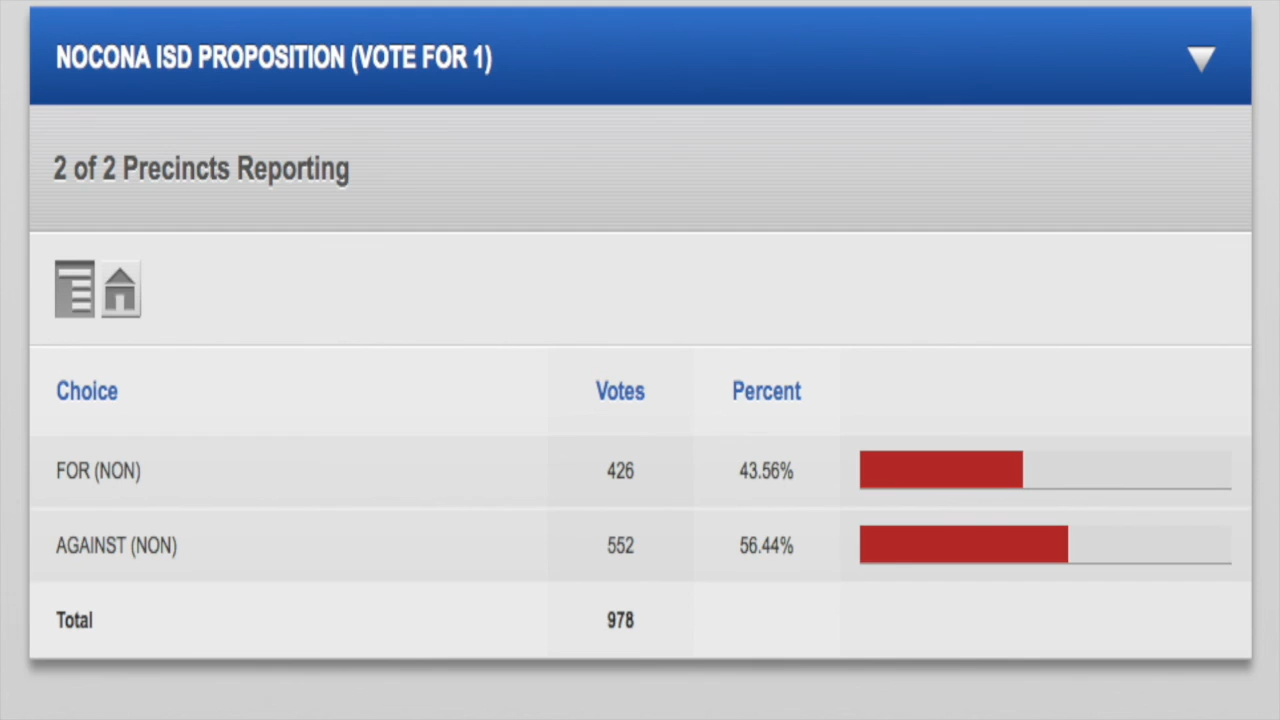 NOCONA ISD PROPOSITION (VOTE FOR 1)
2 of 2 Precincts Reporting
Choice Votes Percent
FOR (NON) 426 43.56%
AGAINST (NON) 552 56.44%
Total 978